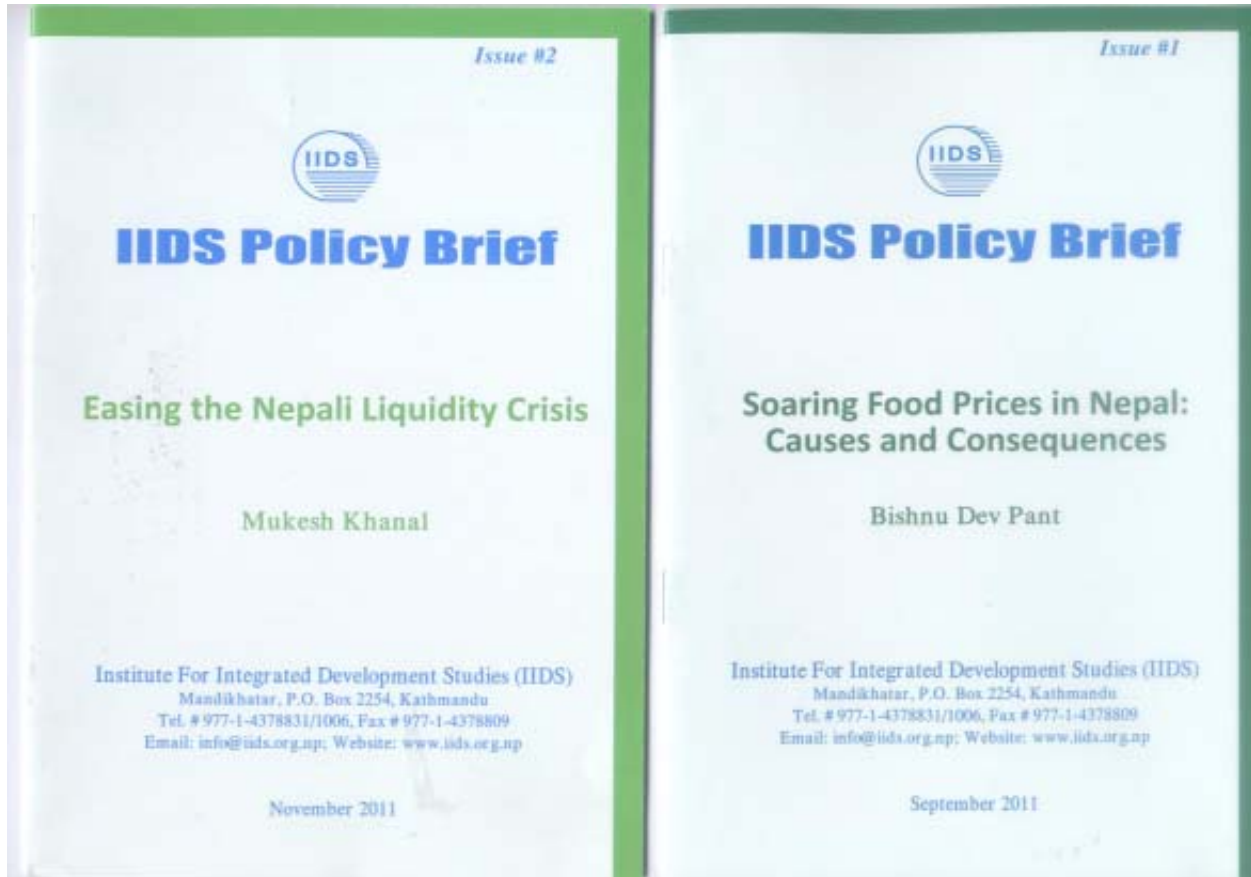 Issue #2
IIDS
IIDS Policy Brief
Easing the Nepali Liquidity Crisis
Mukesh Khanal
Institute For Integrated Development Studies (IIDS)
Mandikhatar, P.O. Box 2254, Kathmandu
Tel. # 977-1-4378831/1006, Fax # 977-1-4378809
Email: info@iids.org.np; Website: www.iids.org.np
November 2011
Issue #1
IIDS
IIDS Policy Brief
Soaring Food Prices in Nepal:
Causes and Consequences
Bishnu Dev Pant
Institute For Integrated Development Studies (IIDS)
Mandikhatar, P.O. Box 2254, Kathmandu
Tel. # 977-1-4378831/1006, Fax # 977-1-4378809
Email: info@iids.org.np; Website: www.iids.org.np
September 2011